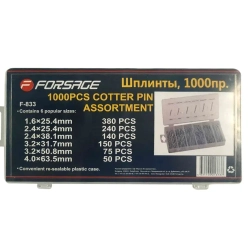 FORSAGE
Шплинты, 1000пр.
1000PCS COTTER PIN
ASSORTMENT
F-833
• Contains 6 popular sizes:
1.6×25.4mm 380 PCS
2.4×25.4mm 240 PCS
2.4×38.1mm 140 PCS
3.2×31.7mm 150 PCS
3.2×50.8mm 75 PCS
4.0×63.5mm 50 PCS
• Convenient re-sealable plastic case.